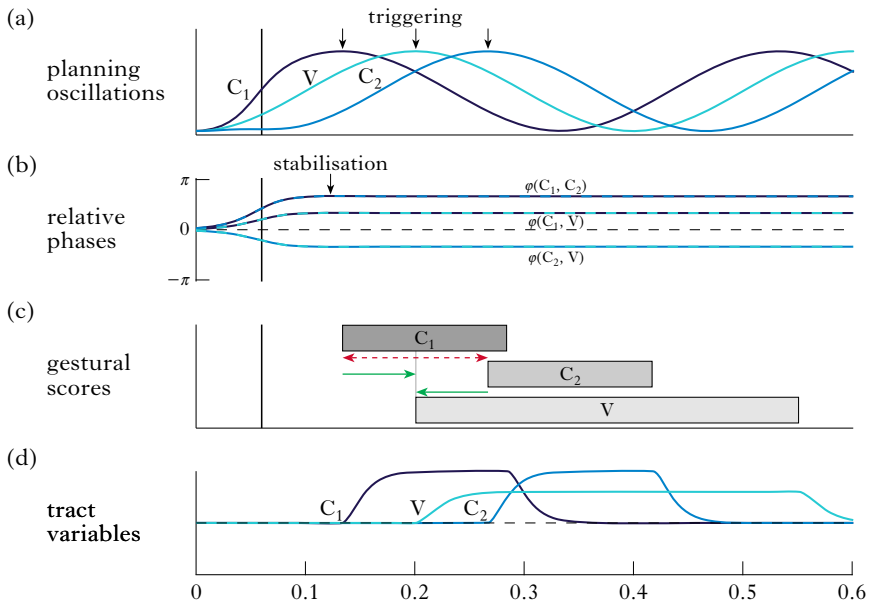 (a)
triggering
planning
oscillations
C₁
V
C₂
(b)
stabilisation
relative
phases
π
0
−π
φ(C₁, C₂)
φ(C₁, V)
φ(C₂, V)
(c)
gestural
scores
C₁
C₂
V
(d)
tract
variables
C₁
V
C₂
0
0.1
0.2
0.3
0.4
0.5
0.6